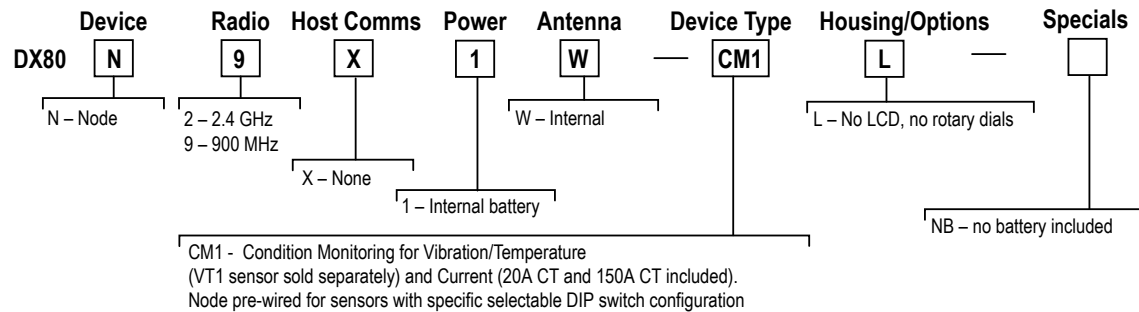 Device Radio Host Comms Power Antenna Device Type Housing/Options Specials
DX80 N 9 X 1 W — CM1 L —
N – Node
2 – 2.4 GHz
9 – 900 MHz
W – Internal
L – No LCD, no rotary dials
X – None
1 – Internal battery
NB – no battery included
CM1 - Condition Monitoring for Vibration/Temperature
(VT1 sensor sold separately) and Current (20A CT and 150A CT included).
Node pre-wired for sensors with specific selectable DIP switch configuration